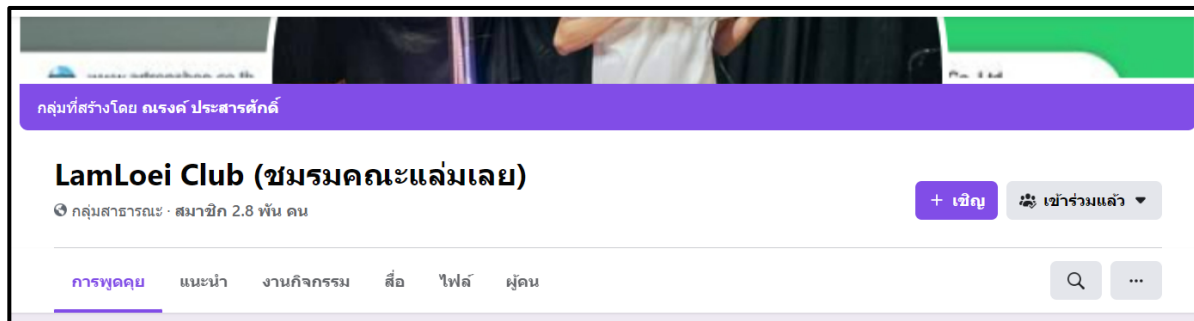 Co. Ltd
กลุ่มที่สร้างโดย ณรงค์ ประสารศักดิ์
LamLoei Club (ชมรมคณะแล่มเลย)
กลุ่มสาธารณะ · สมาชิก 2.8 พัน คน
+ เชิญ
เข้าร่วมแล้ว
การพูดคุย แนะนำ งานกิจกรรม สื่อ ไฟล์ ผู้คน